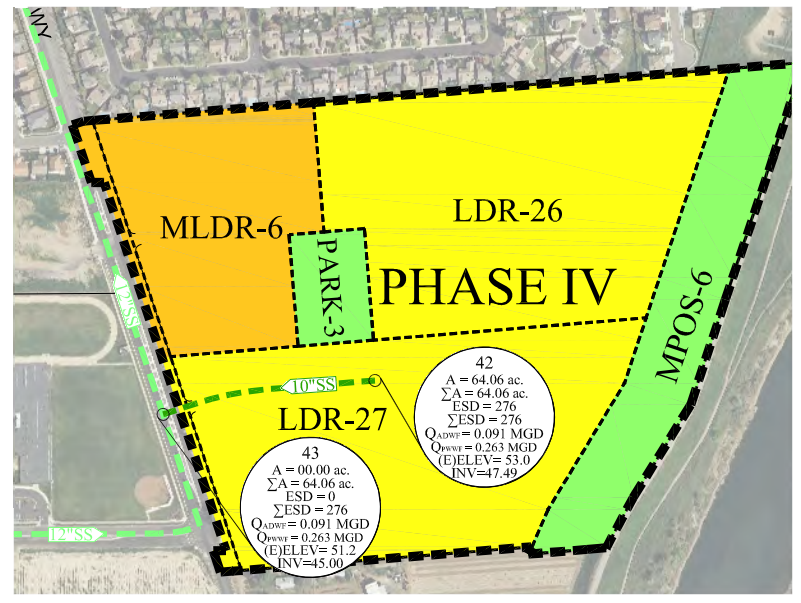 WY
MLDR-6
LDR-26
PARK-3
PHASE IV
MPOS-6
12"SS
10"SS
LDR-27
42
A = 64.06 ac.
∑A = 64.06 ac.
ESD = 276
∑ESD = 276
QADWF = 0.091 MGD
QPWWF = 0.263 MGD
(E)ELEV= 53.0
INV=47.49
43
A = 00.00 ac.
∑A = 64.06 ac.
ESD = 0
∑ESD = 276
QADWF = 0.091 MGD
QPWWF = 0.263 MGD
(E)ELEV= 51.2
INV=45.00
12"SS